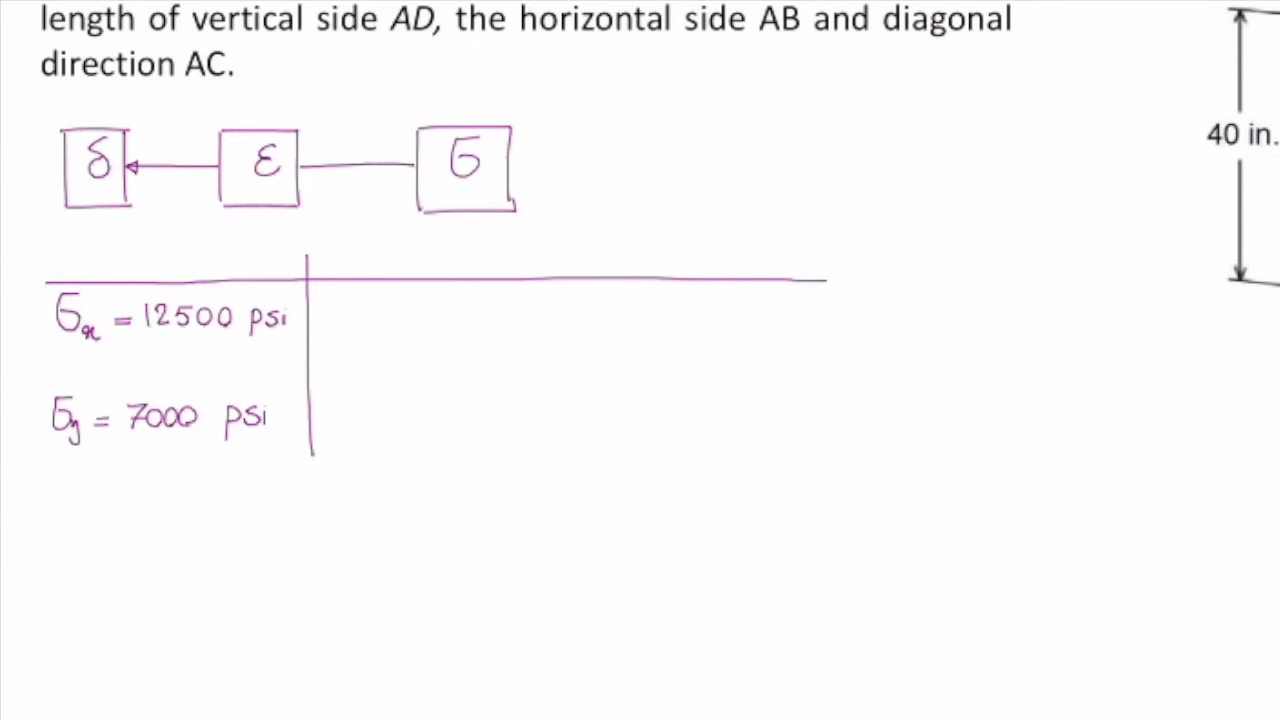 length of vertical side AD, the horizontal side AB and diagonal
direction AC.
δ ε σ
40 in.
σx = 12500 psi
σy = 7000 psi